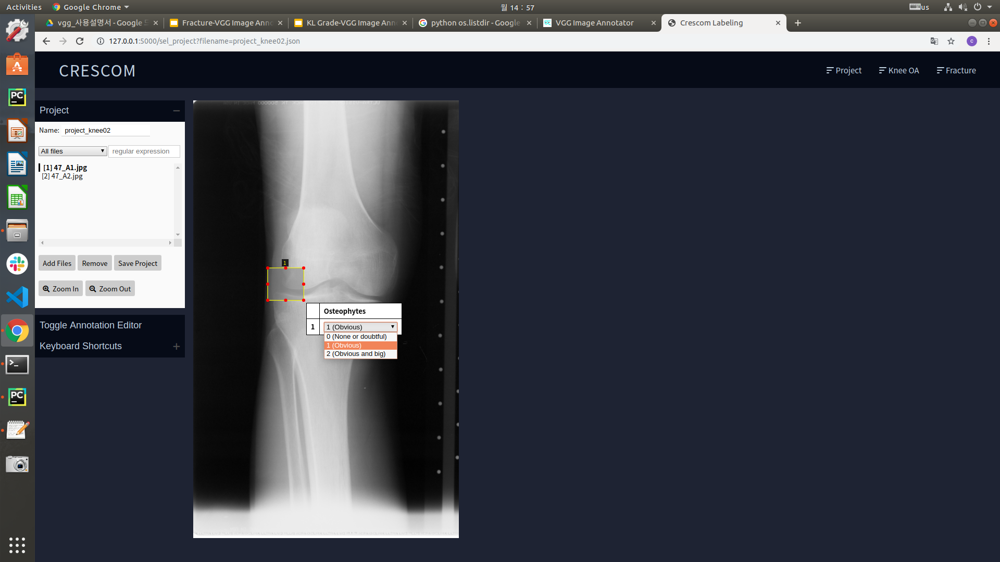 Activities Google Chrome 월 14 : 57 us
vgg_사용설명서 - Google Fracture-VGG Image Anno KL Grade-VGG Image Ann python os.listdir - Google VGG Image Annotator Crescom Labeling
127.0.0.1:5000/sel_project?filename=project_knee02.json c
CRESCOM Project Knee OA Fracture
Project
Name: project_knee02
All files regular expression
[1] 47_A1.jpg
[2] 47_A2.jpg
Add Files Remove Save Project
Zoom In Zoom Out
Toggle Annotation Editor
Keyboard Shortcuts
1
Osteophytes
1 1 (Obvious)
0 (None or doubtful)
1 (Obvious)
2 (Obvious and big)
PC
PC